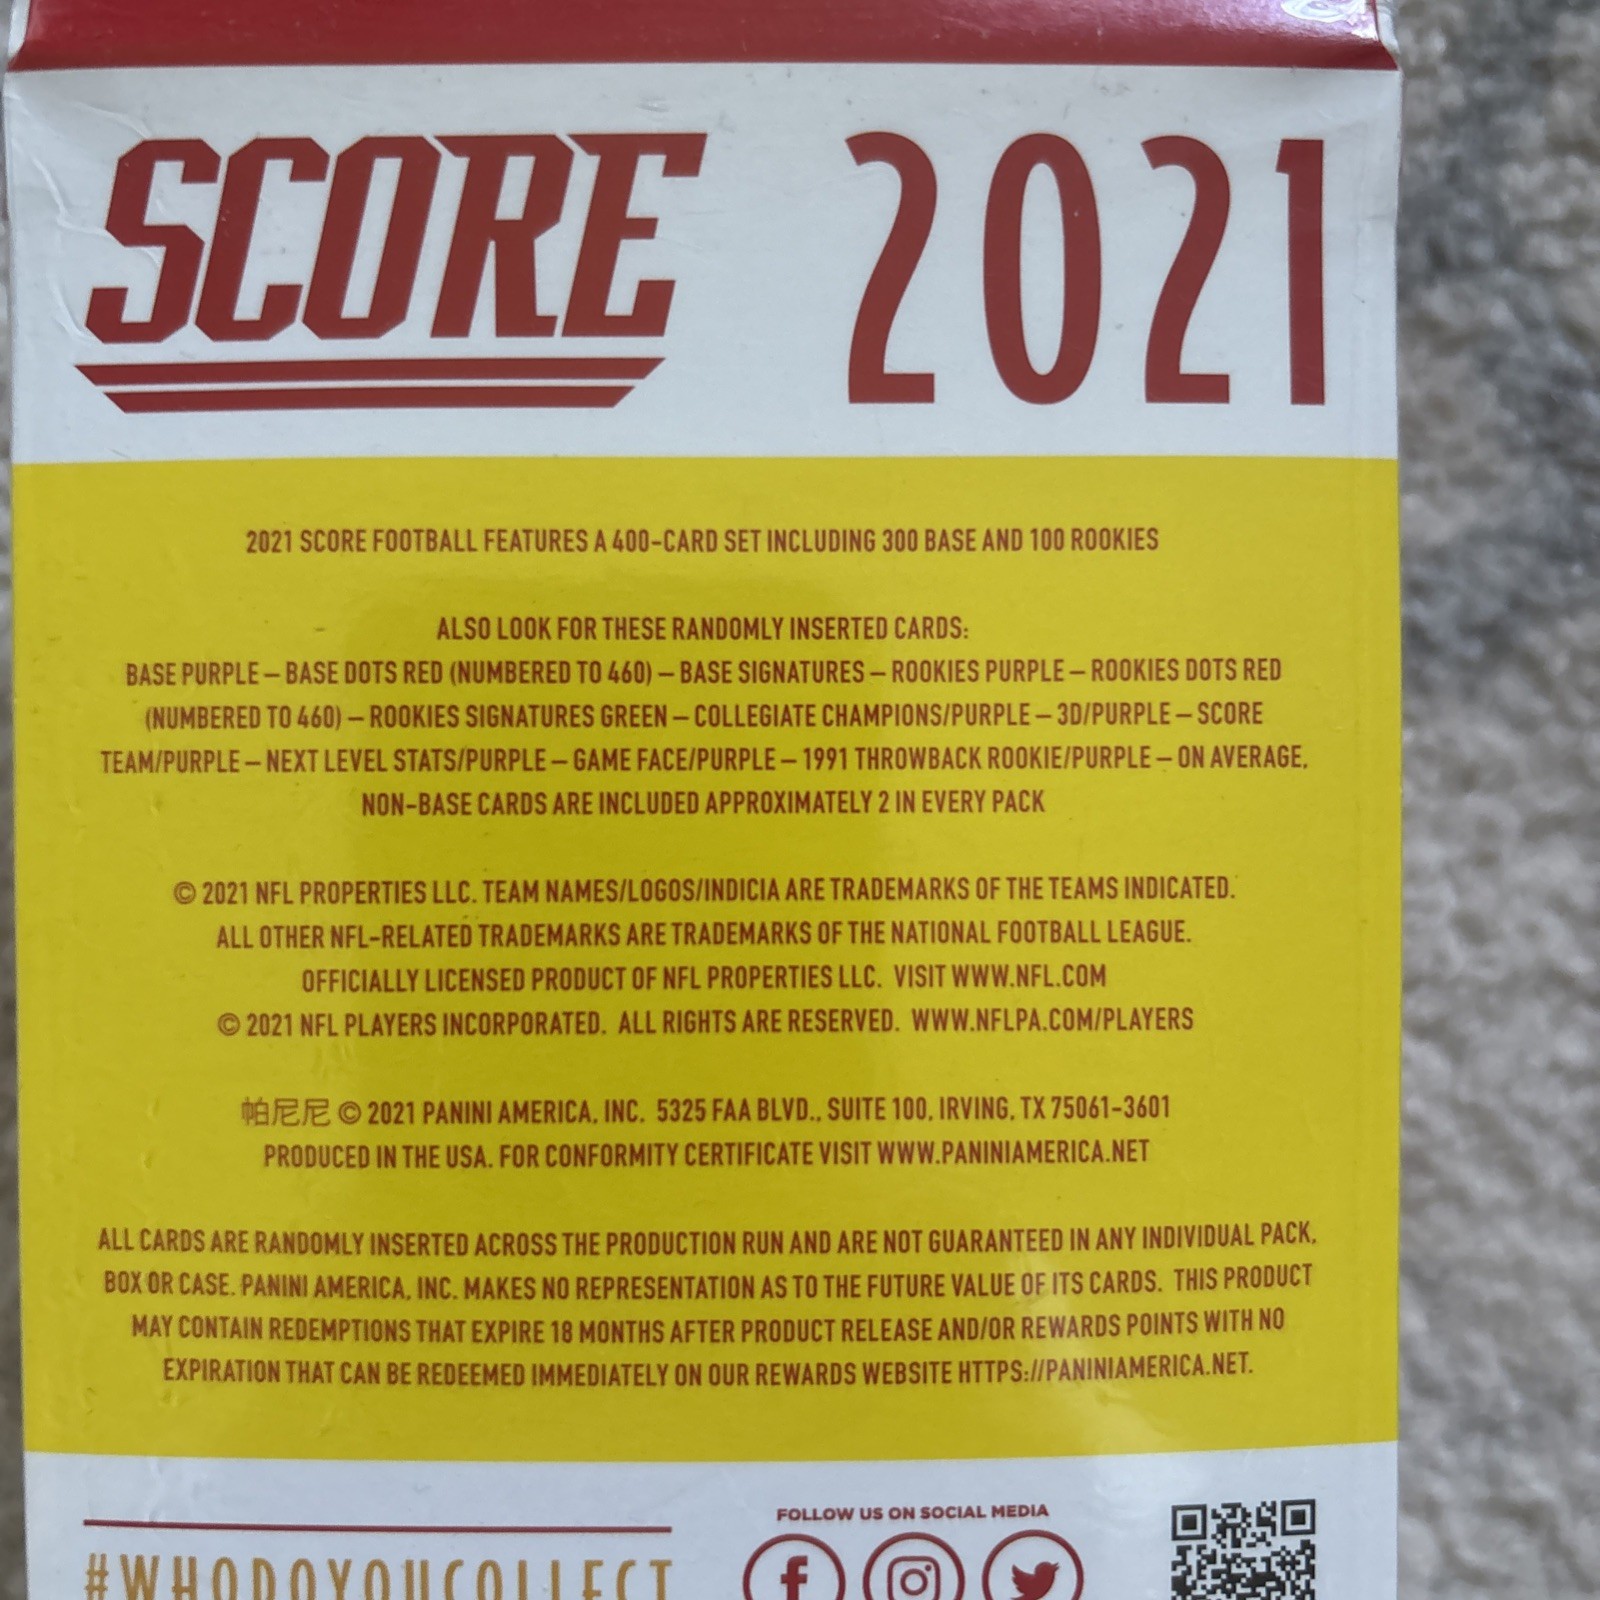 SCORE 2021
2021 SCORE FOOTBALL FEATURES A 400-CARD SET INCLUDING 300 BASE AND 100 ROOKIES
ALSO LOOK FOR THESE RANDOMLY INSERTED CARDS:
BASE PURPLE – BASE DOTS RED (NUMBERED TO 460) – BASE SIGNATURES – ROOKIES PURPLE – ROOKIES DOTS RED
(NUMBERED TO 460) – ROOKIES SIGNATURES GREEN – COLLEGIATE CHAMPIONS/PURPLE – 3D/PURPLE – SCORE
TEAM/PURPLE – NEXT LEVEL STATS/PURPLE – GAME FACE/PURPLE – 1991 THROWBACK ROOKIE/PURPLE – ON AVERAGE,
NON-BASE CARDS ARE INCLUDED APPROXIMATELY 2 IN EVERY PACK
© 2021 NFL PROPERTIES LLC. TEAM NAMES/LOGOS/INDICIA ARE TRADEMARKS OF THE TEAMS INDICATED.
ALL OTHER NFL-RELATED TRADEMARKS ARE TRADEMARKS OF THE NATIONAL FOOTBALL LEAGUE.
OFFICIALLY LICENSED PRODUCT OF NFL PROPERTIES LLC. VISIT WWW.NFL.COM
© 2021 NFL PLAYERS INCORPORATED. ALL RIGHTS ARE RESERVED. WWW.NFLPA.COM/PLAYERS
帕尼尼 © 2021 PANINI AMERICA, INC. 5325 FAA BLVD., SUITE 100, IRVING, TX 75061-3601
PRODUCED IN THE USA. FOR CONFORMITY CERTIFICATE VISIT WWW.PANINIAMERICA.NET
ALL CARDS ARE RANDOMLY INSERTED ACROSS THE PRODUCTION RUN AND ARE NOT GUARANTEED IN ANY INDIVIDUAL PACK,
BOX OR CASE. PANINI AMERICA, INC. MAKES NO REPRESENTATION AS TO THE FUTURE VALUE OF ITS CARDS. THIS PRODUCT
MAY CONTAIN REDEMPTIONS THAT EXPIRE 18 MONTHS AFTER PRODUCT RELEASE AND/OR REWARDS POINTS WITH NO
EXPIRATION THAT CAN BE REDEEMED IMMEDIATELY ON OUR REWARDS WEBSITE HTTPS://PANINIAMERICA.NET.
FOLLOW US ON SOCIAL MEDIA
#WHODOYOUCOLLECT